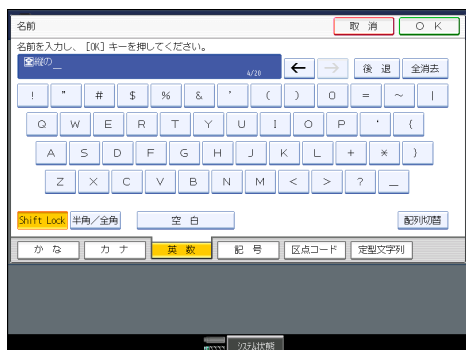 名前
取 消
O K
名前を入力し、 [OK] キーを押してください。
全縦の_
4/20
← → 後 退 全消去
! " # $ % & ' ( ) 0 = ~ |
Q W E R T Y U I O P ` {
A S D F G H J K L + * }
Z X C V B N M < > ? _
Shift Lock 半角/全角 空 白 配列切替
か な カ ナ 英 数 記 号 区点コード 定型文字列
システム状態